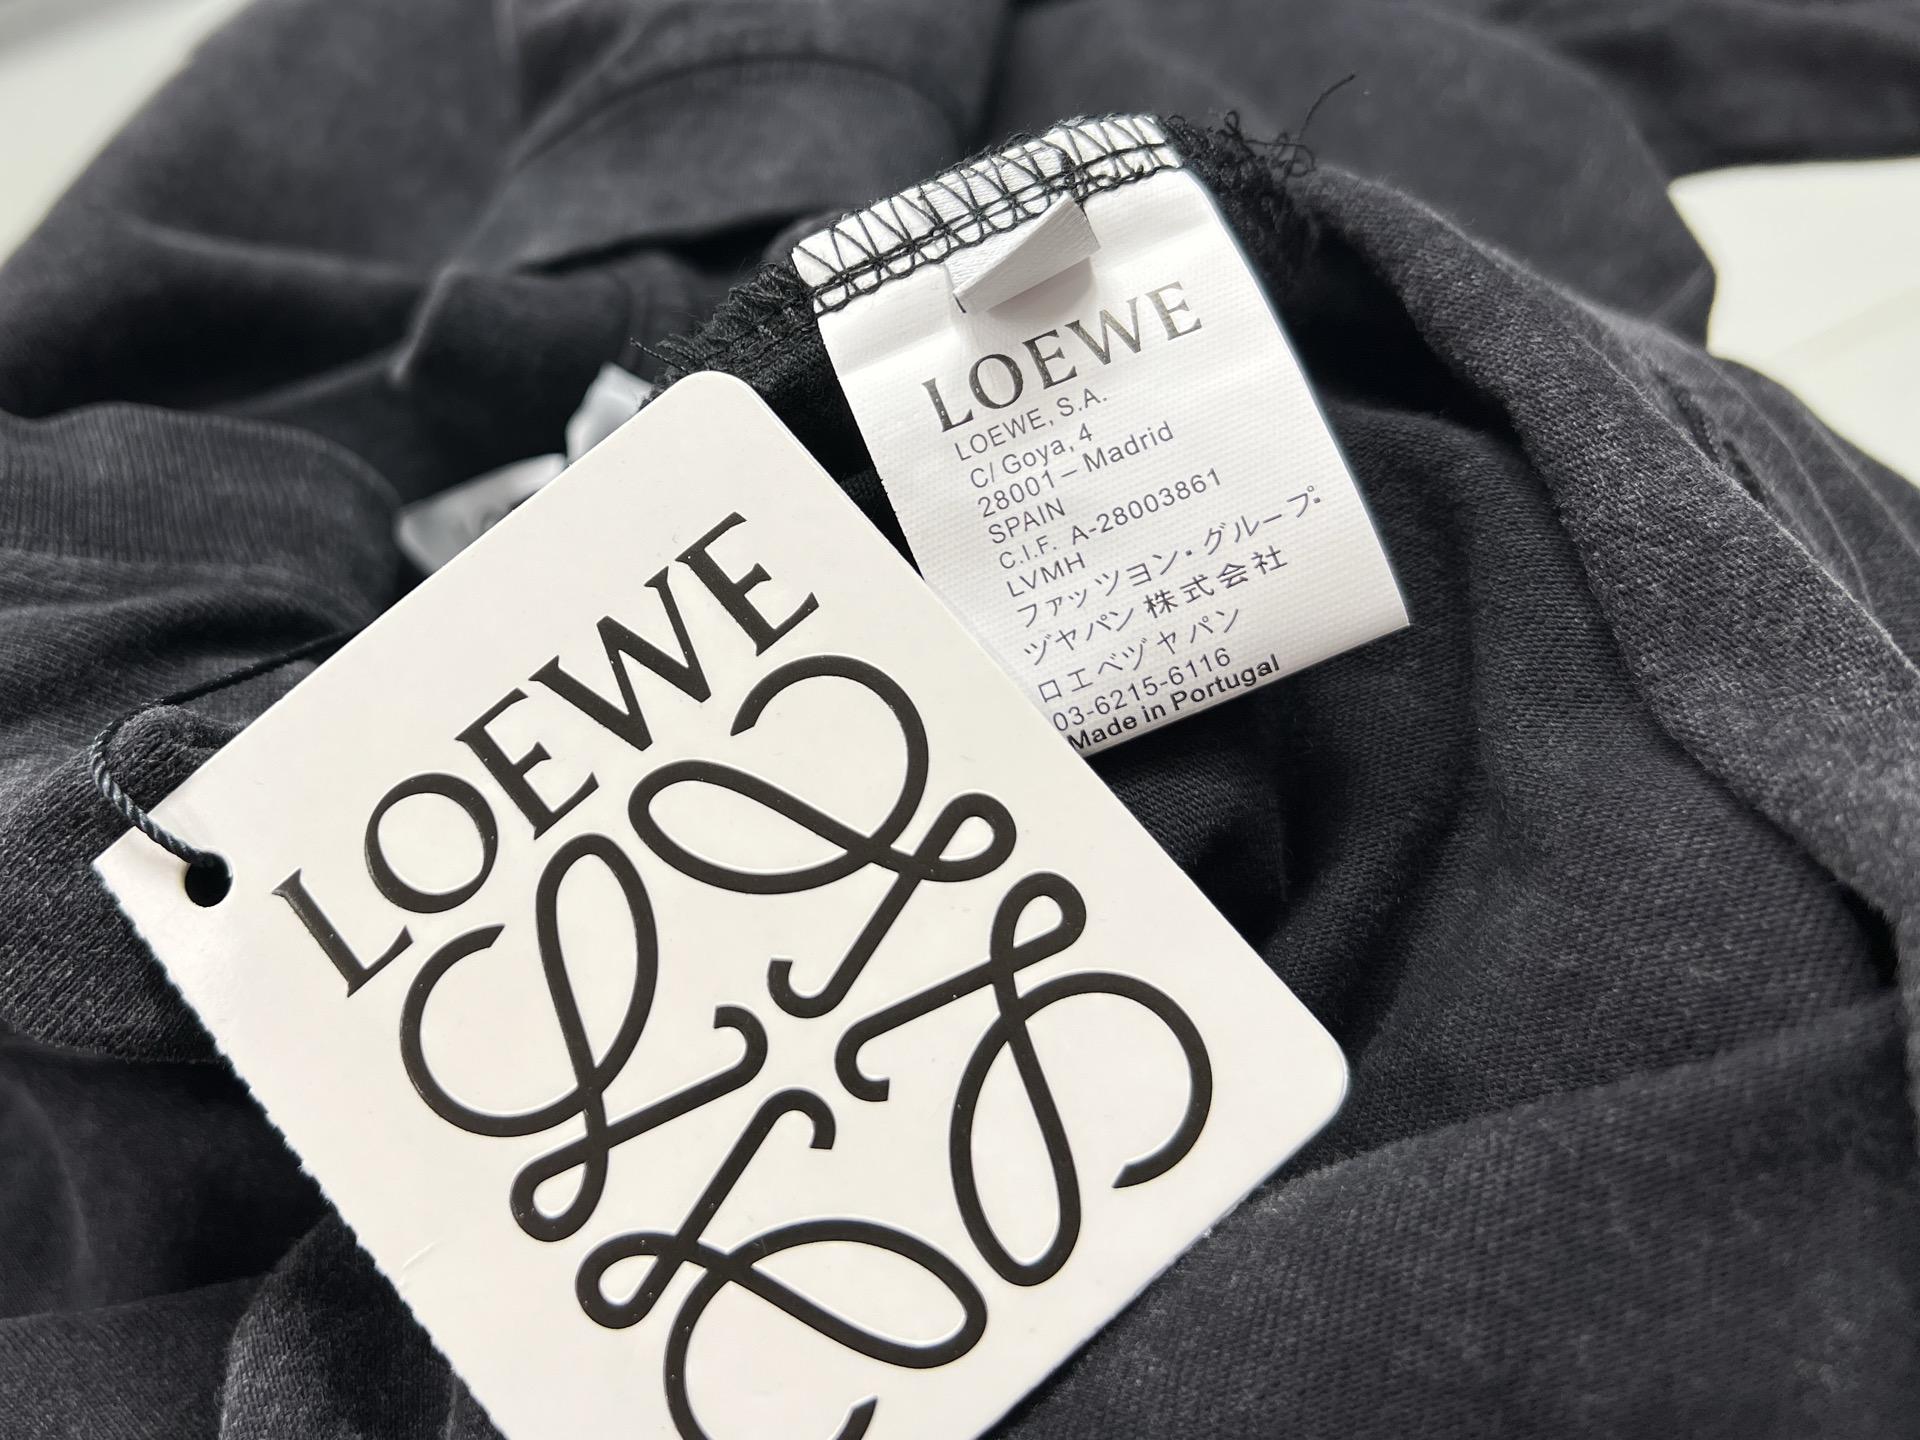 LOEWE
LOEWE, S.A.
C/ Goya, 4
28001 – Madrid
SPAIN
C.I.F. A-28003861
LVMH
ファッツョン・グループ・
ヅャパン 株式会社
ロエベヅャパン
03-6215-6116
Made in Portugal
LOEWE